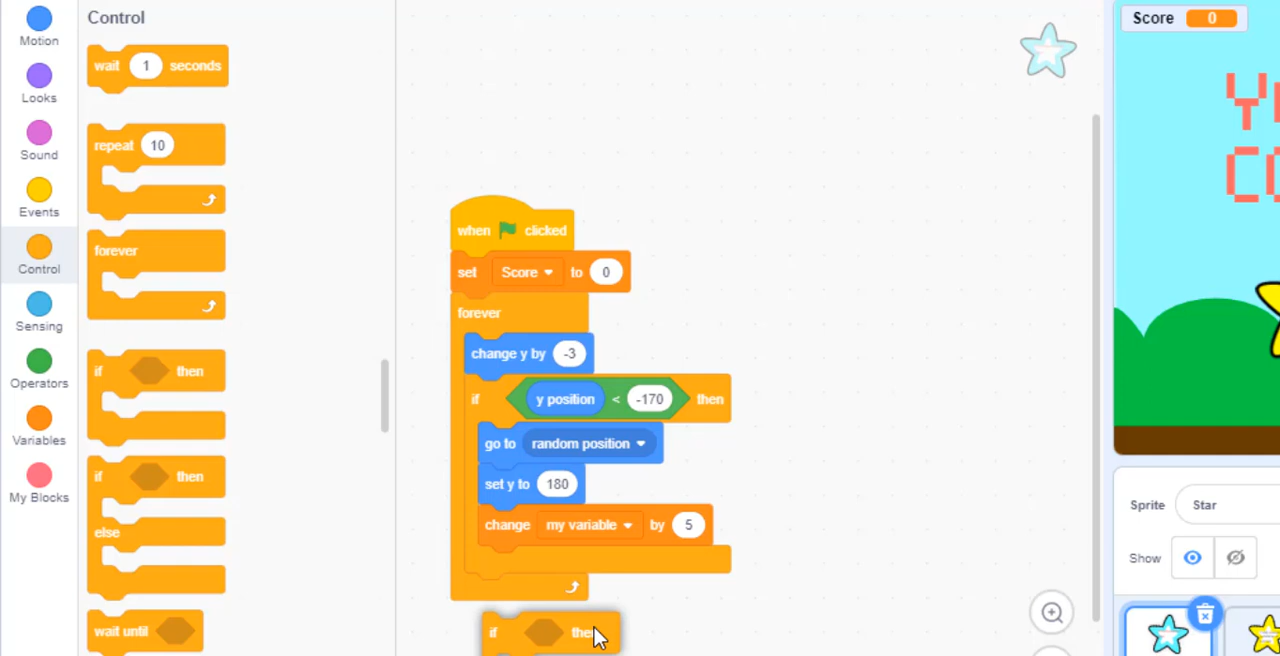 Motion
Looks
Sound
Events
Control
Sensing
Operators
Variables
My Blocks
Control
wait 1 seconds
repeat 10
forever
if then
if then
else
wait until
when clicked
set Score to 0
forever
change y by -3
if y position < -170 then
go to random position
set y to 180
change my variable by 5
if then
Score 0
Y
CO
Sprite Star
Show